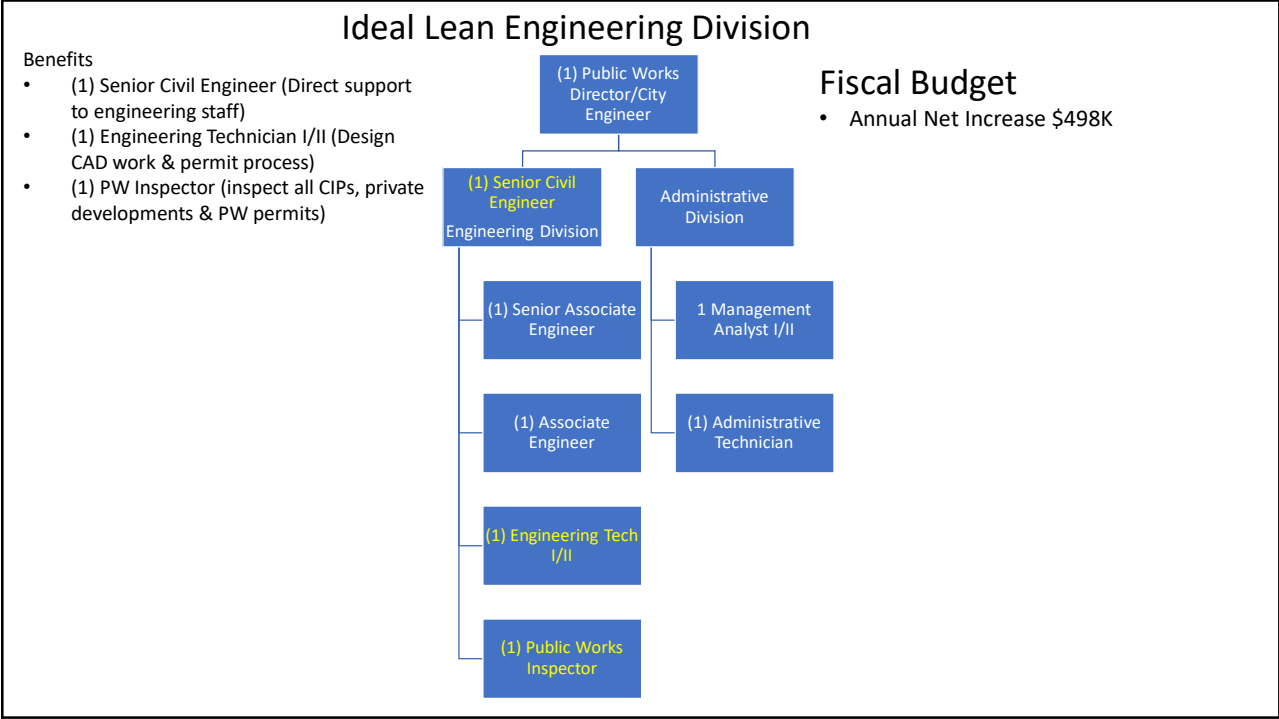 Ideal Lean Engineering Division
Benefits
• (1) Senior Civil Engineer (Direct support
to engineering staff)
• (1) Engineering Technician I/II (Design
CAD work & permit process)
• (1) PW Inspector (inspect all CIPs, private
developments & PW permits)
(1) Public Works
Director/City
Engineer
Fiscal Budget
• Annual Net Increase $498K
(1) Senior Civil
Engineer
Engineering Division
Administrative
Division
(1) Senior Associate
Engineer
1 Management
Analyst I/II
(1) Associate
Engineer
(1) Administrative
Technician
(1) Engineering Tech
I/II
(1) Public Works
Inspector